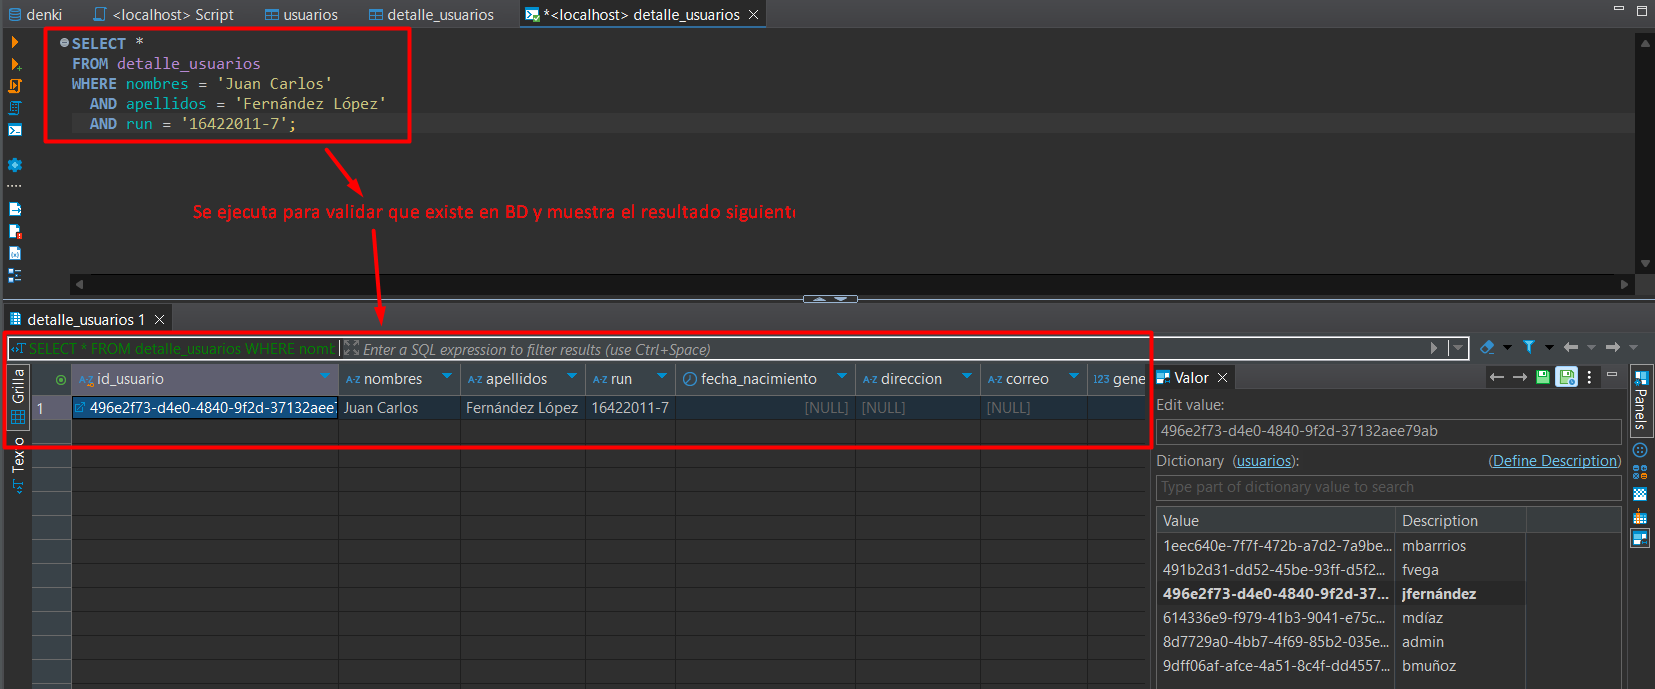 denki
<localhost> Script
usuarios
detalle_usuarios
*<localhost> detalle_usuarios
SELECT *
FROM detalle_usuarios
WHERE nombres = 'Juan Carlos'
AND apellidos = 'Fernández López'
AND run = '16422011-7';
Se ejecuta para validar que existe en BD y muestra el resultado siguient
detalle_usuarios 1
SELECT * FROM detalle_usuarios WHERE nomb
Enter a SQL expression to filter results (use Ctrl+Space)
Grilla
Texto
id_usuario
nombres
apellidos
run
fecha_nacimiento
direccion
correo
123 gene
1
496e2f73-d4e0-4840-9f2d-37132aee
Juan Carlos
Fernández López
16422011-7
[NULL]
[NULL]
[NULL]
Valor
Edit value:
496e2f73-d4e0-4840-9f2d-37132aee79ab
Dictionary (usuarios):
(Define Description)
Type part of dictionary value to search
Value Description
1eec640e-7f7f-472b-a7d2-7a9be... mbarrrios
491b2d31-dd52-45be-93ff-d5f2... fvega
496e2f73-d4e0-4840-9f2d-37... jfernández
614336e9-f979-41b3-9041-e75c... mdíaz
8d7729a0-4bb7-4f69-85b2-035e... admin
9dff06af-afce-4a51-8c4f-dd4557... bmuñoz
Panels